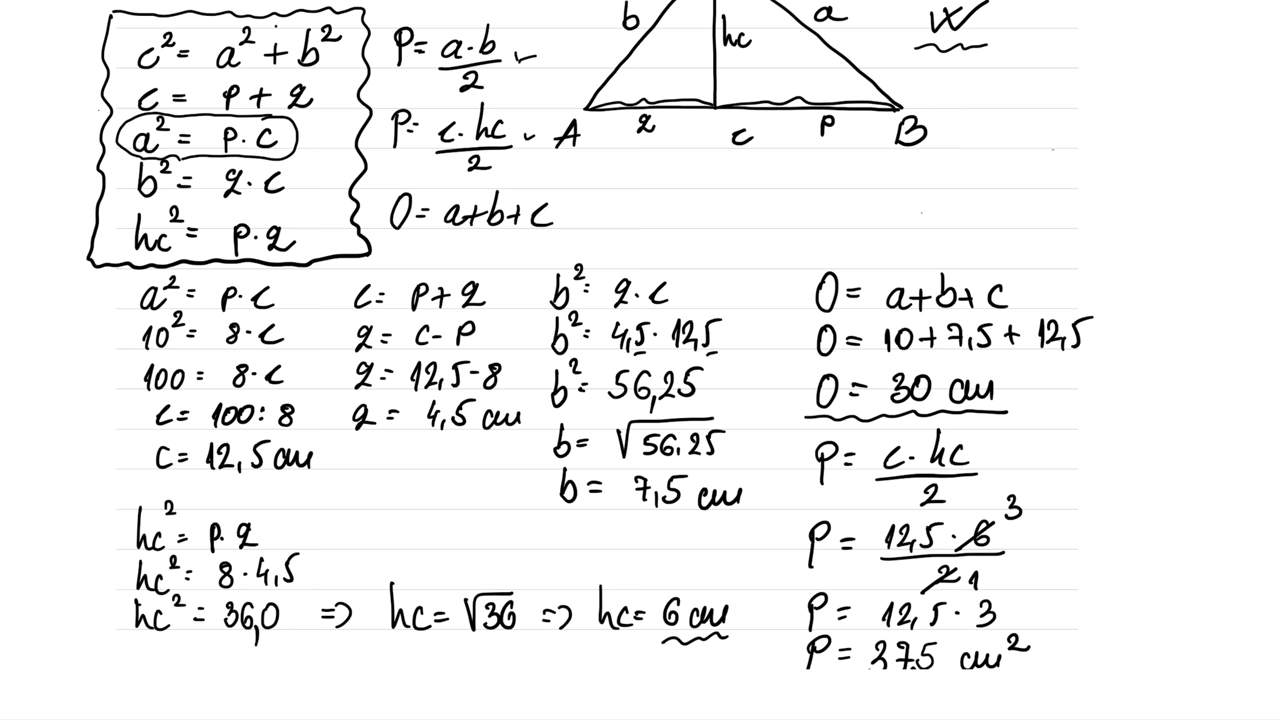 c² = a² + b²
c = p + q
a² = p · c
b² = q · c
hc² = p · q
P = a·b/2
P = c·hc/2
O = a+b+c
b
a
hc
A
q
c
p
B
a² = p · c
10² = 8 · c
100 = 8 · c
c = 100 : 8
c = 12,5 cm
c = p + q
q = c - p
q = 12,5 - 8
q = 4,5 cm
b² = q · c
b² = 4,5 · 12,5
b² = 56,25
b = √56,25
b = 7,5 cm
O = a+b+c
O = 10 + 7,5 + 12,5
O = 30 cm
P = c · hc/2
P = 12,5 · 6/2 3 1
P = 12,5 · 3
P = 27,5 cm²
hc² = p · q
hc² = 8 · 4,5
hc² = 36,0 => hc = √36 => hc = 6 cm